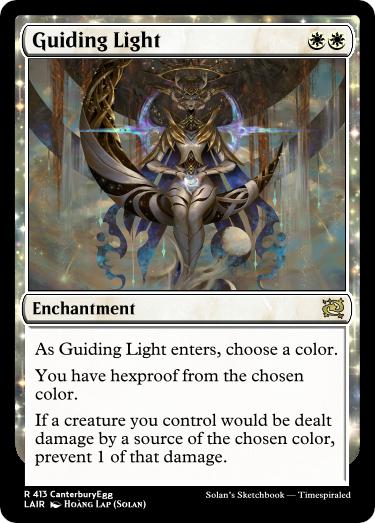 Guiding Light
Enchantment
As Guiding Light enters, choose a color.
You have hexproof from the chosen
color.
If a creature you control would be dealt
damage by a source of the chosen color,
prevent 1 of that damage.
R 413 CanterburyEgg
LAIR Hoàng Lap (Solan)
Solan's Sketchbook — Timespiraled